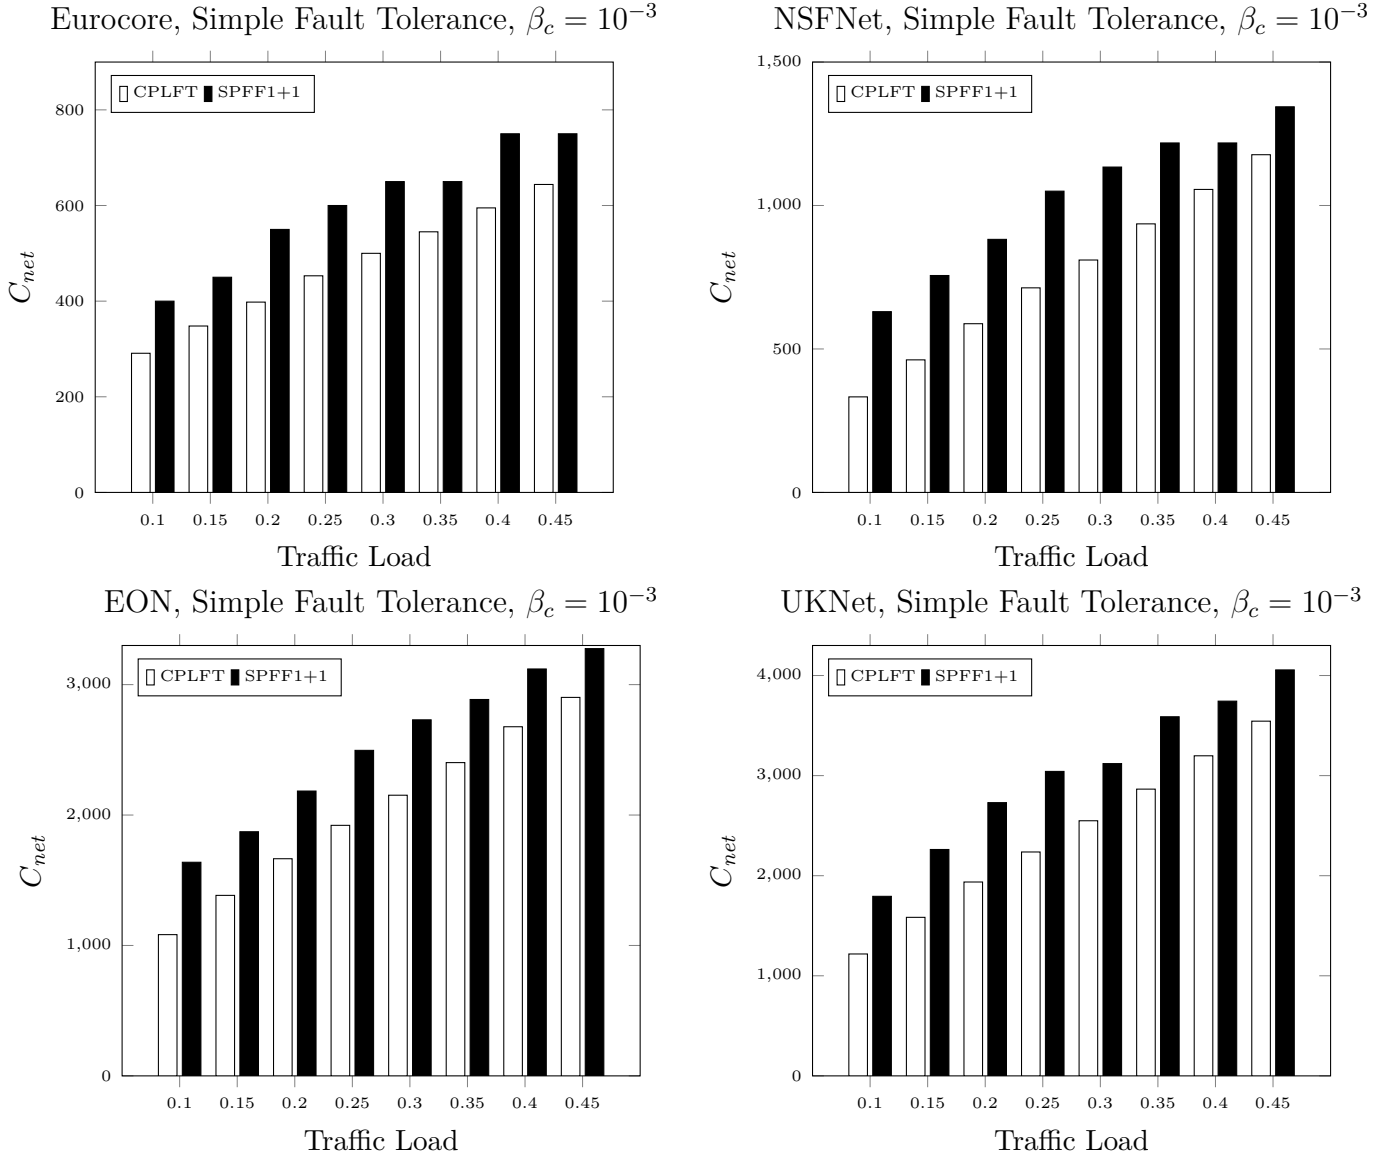 Eurocore, Simple Fault Tolerance, β_c = 10⁻³
CPLFT SPFF1+1
800
600
400
200
0
C_net
0.1 0.15 0.2 0.25 0.3 0.35 0.4 0.45
Traffic Load
NSFNet, Simple Fault Tolerance, β_c = 10⁻³
1,500
CPLFT SPFF1+1
1,000
500
0
C_net
0.1 0.15 0.2 0.25 0.3 0.35 0.4 0.45
Traffic Load
EON, Simple Fault Tolerance, β_c = 10⁻³
CPLFT SPFF1+1
3,000
2,000
1,000
0
C_net
0.1 0.15 0.2 0.25 0.3 0.35 0.4 0.45
Traffic Load
UKNet, Simple Fault Tolerance, β_c = 10⁻³
CPLFT SPFF1+1
4,000
3,000
2,000
1,000
0
C_net
0.1 0.15 0.2 0.25 0.3 0.35 0.4 0.45
Traffic Load